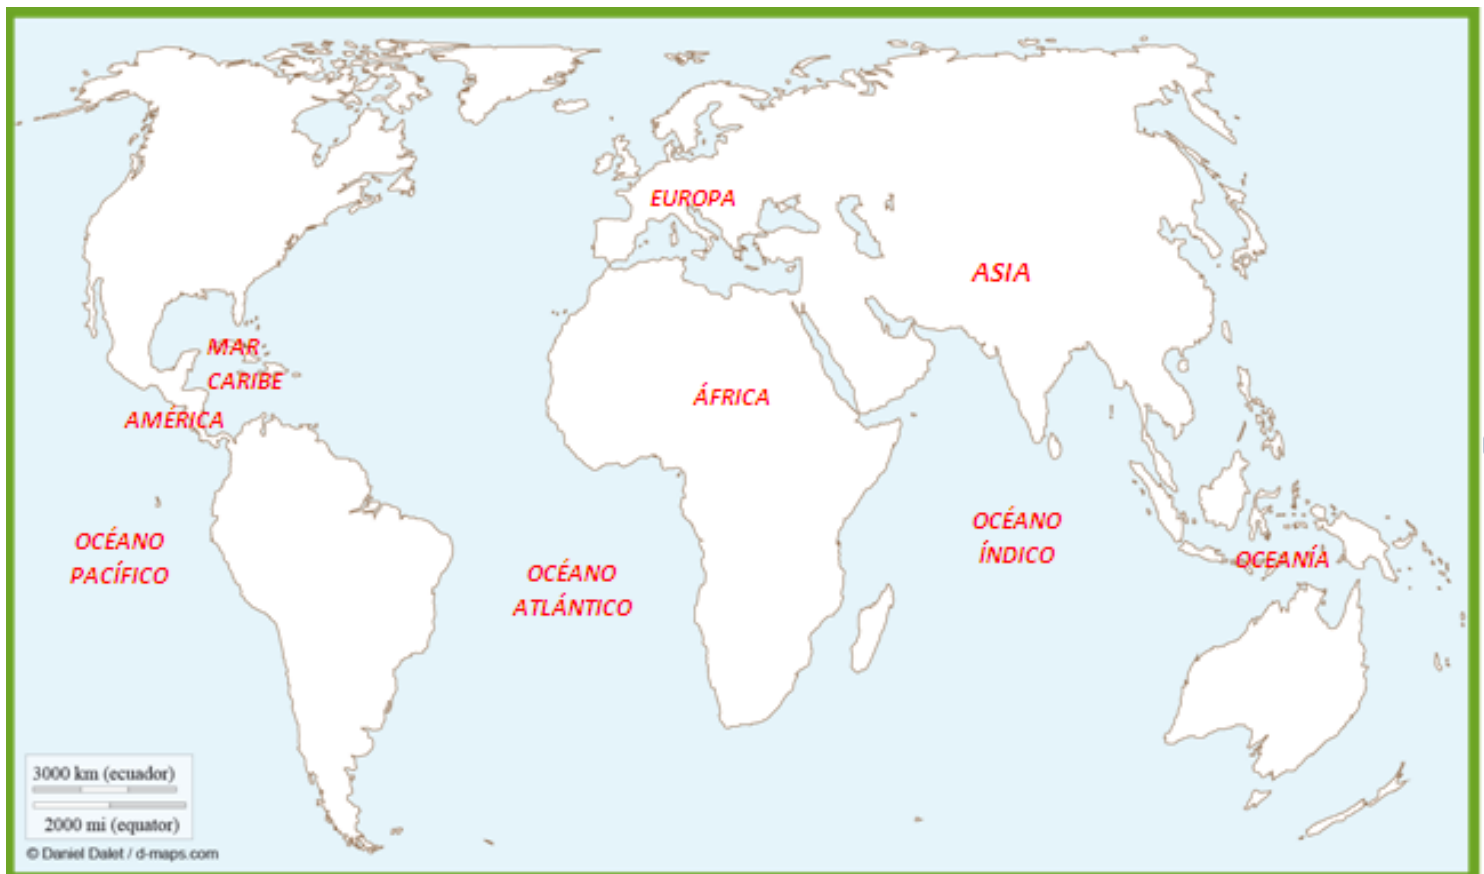 EUROPA
ASIA
MAR
CARIBE
ÁFRICA
AMÉRICA
OCÉANO
PACÍFICO
OCÉANO
ATLÁNTICO
OCÉANO
ÍNDICO
OCEANÍA
3000 km (ecuador)
2000 mi (equator)
© Daniel Dalet / d-maps.com